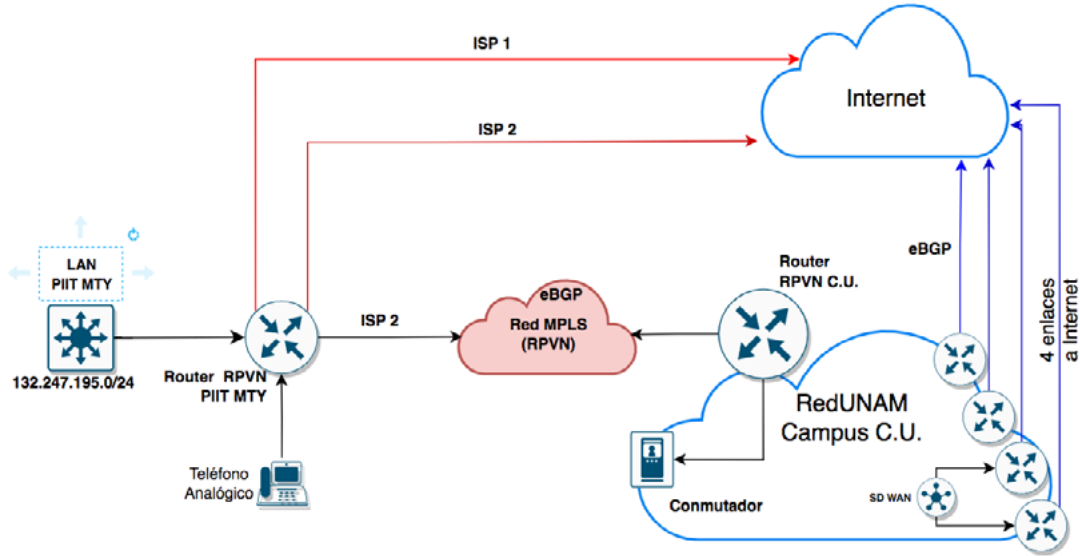 ISP 1
Internet
ISP 2
LAN
PIIT MTY
132.247.195.0/24
Router RPVN
PIIT MTY
ISP 2
eBGP
Red MPLS
(RPVN)
Router
RPVN C.U.
eBGP
4 enlaces
a Internet
RedUNAM
Campus C.U.
Teléfono
Analógico
Conmutador
SD WAN